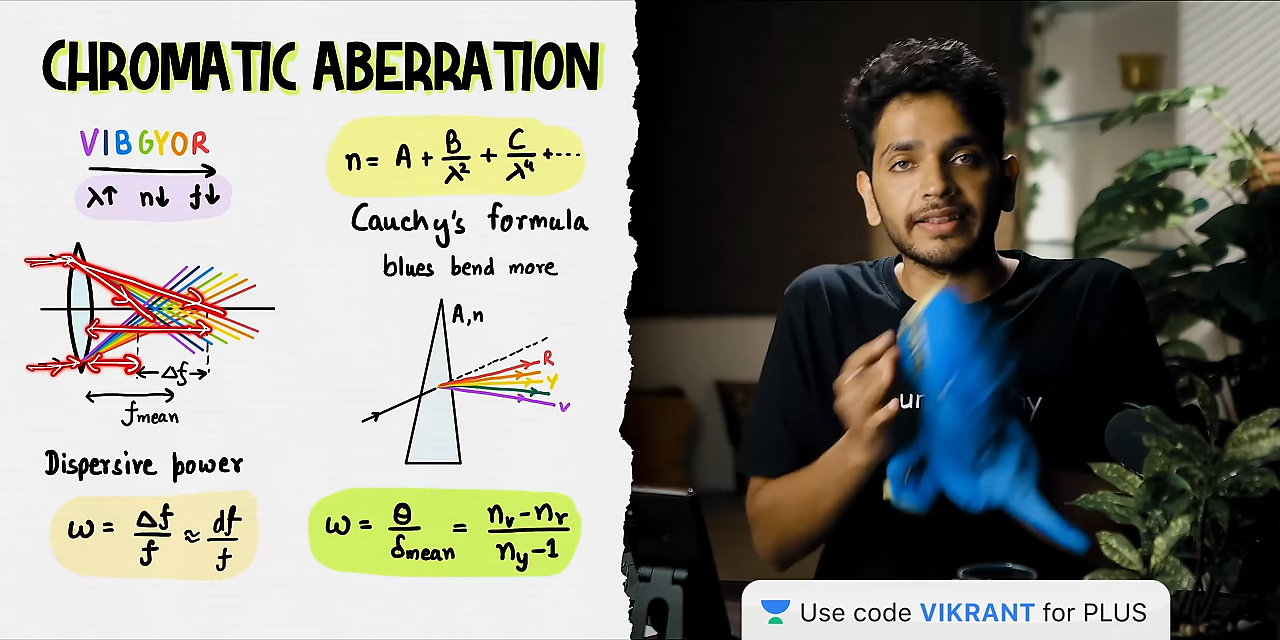 CHROMATIC ABERRATION
VIBGYOR
λ↑ n↓ f↓
n = A + B/λ² + C/λ⁴ + ....
Cauchy's formula
blues bend more
A, n
R
Y
V
Δf
fmean
Dispersive power
ω = Δf/f ≈ df/f
ω = θ/δmean = nv - nr/ny - 1
Use code VIKRANT for PLUS